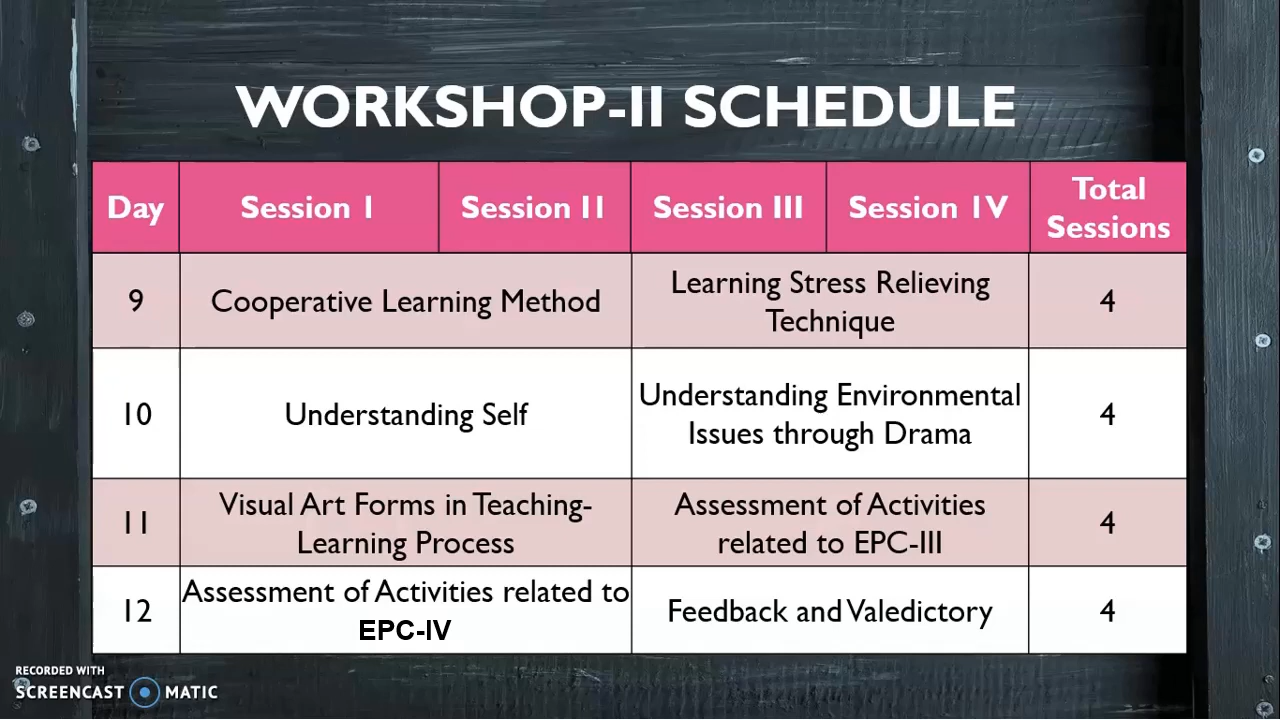 WORKSHOP-II SCHEDULE
Day Session I Session II Session III Session IV Total Sessions
9 Cooperative Learning Method Learning Stress Relieving Technique 4
10 Understanding Self Understanding Environmental Issues through Drama 4
11 Visual Art Forms in Teaching-Learning Process Assessment of Activities related to EPC-III 4
12 Assessment of Activities related to EPC-IV Feedback and Valedictory 4
RECORDED WITH
SCREENCAST MATIC